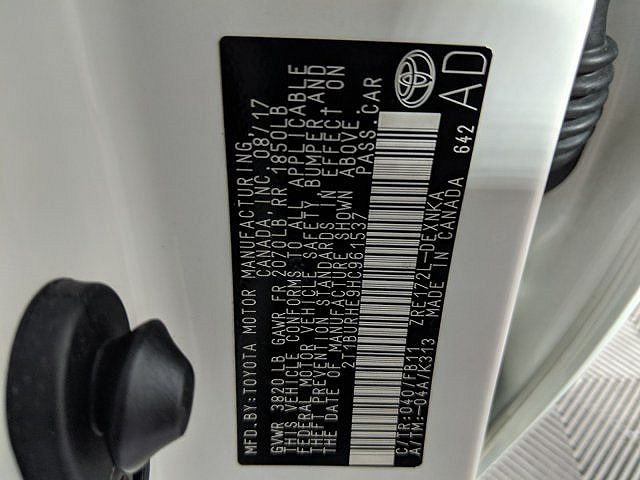 MFD.BY:TOYOTA MOTOR MANUFACTURING
CANADA,INC. 08/17
GVWR 3820LB GAWR FR 2070LB RR 1850LB
THIS VEHICLE CONFORMS TO ALL APPLICABLE
FEDERAL MOTOR VEHICLE SAFETY, BUMPER,AND
THEFT PREVENTION STANDARDS IN EFFECT ON
THE DATE OF MANUFACTURE SHOWN ABOVE.
2T1BURHE9HC961537 PASS.CAR
C/TR:040/FB11 ZRE172L-DEXNKA
A/TM:-04A/K313 MADE IN CANADA 642
AD